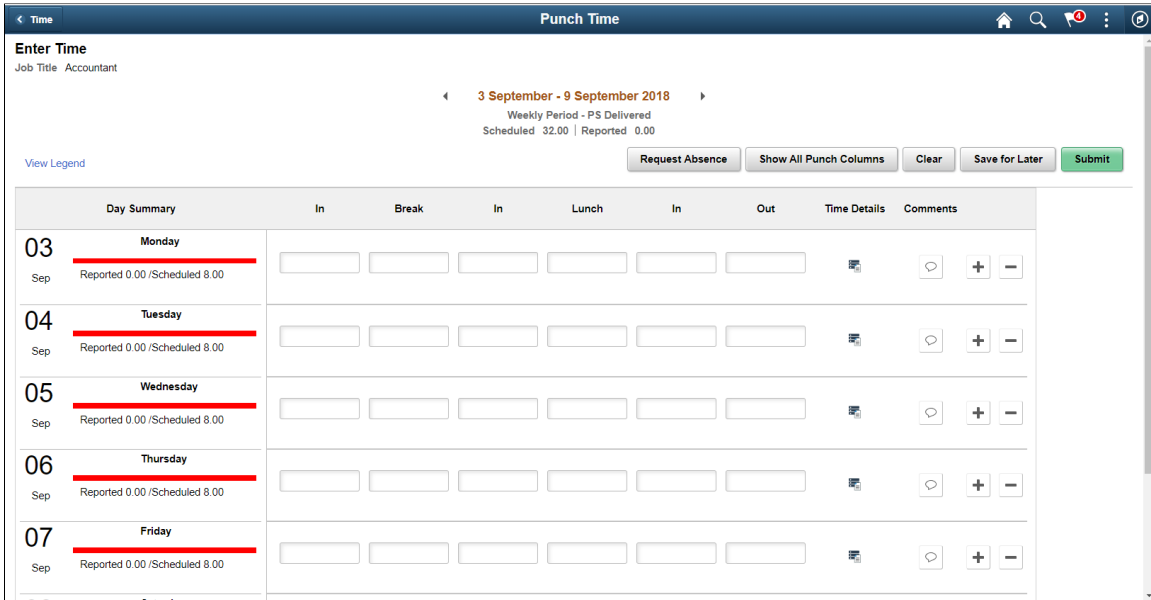 Time
Punch Time
4
Enter Time
Job Title Accountant
3 September - 9 September 2018
Weekly Period - PS Delivered
Scheduled 32.00 | Reported 0.00
View Legend
Request Absence
Show All Punch Columns
Clear
Save for Later
Submit
Day Summary In Break In Lunch In Out Time Details Comments
03 Monday
Sep Reported 0.00 /Scheduled 8.00
04 Tuesday
Sep Reported 0.00 /Scheduled 8.00
05 Wednesday
Sep Reported 0.00 /Scheduled 8.00
06 Thursday
Sep Reported 0.00 /Scheduled 8.00
07 Friday
Sep Reported 0.00 /Scheduled 8.00